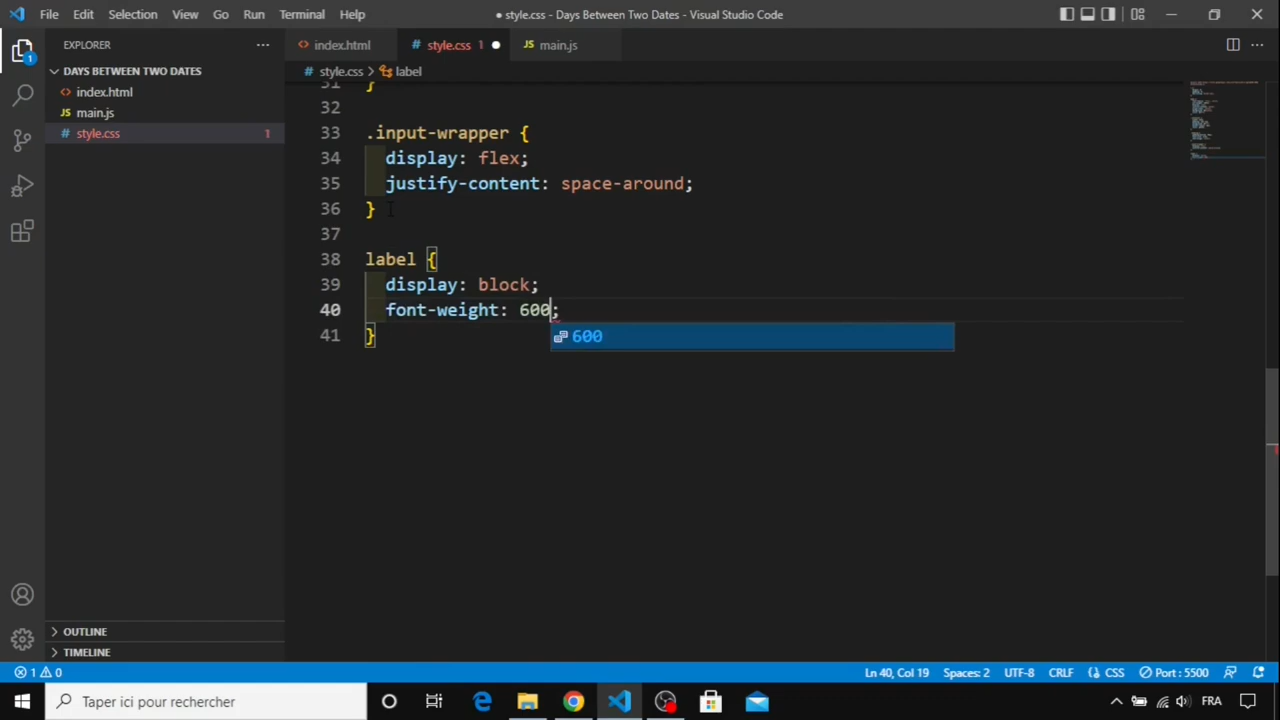 File Edit Selection View Go Run Terminal Help
● style.css - Days Between Two Dates - Visual Studio Code
EXPLORER
index.html
style.css 1
main.js
1
DAYS BETWEEN TWO DATES
index.html
main.js
style.css 1
style.css > label
31 }
32
33 .input-wrapper {
34 display: flex;
35 justify-content: space-around;
36 }
37
38 label {
39 display: block;
40 font-weight: 600;
600
41 }
OUTLINE
TIMELINE
1 0
Ln 40, Col 19 Spaces: 2 UTF-8 CRLF CSS Port : 5500
Taper ici pour rechercher
FRA